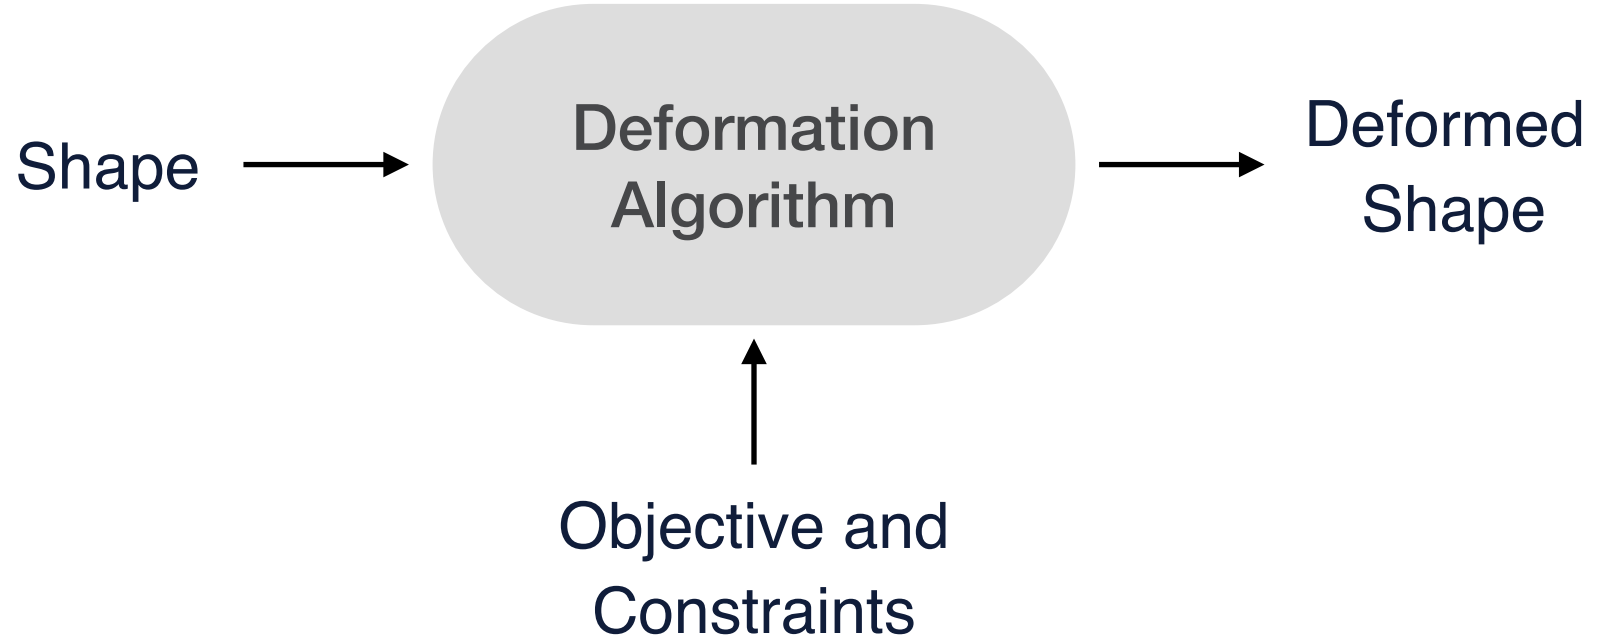 Shape
Deformation
Algorithm
Deformed
Shape
Objective and
Constraints